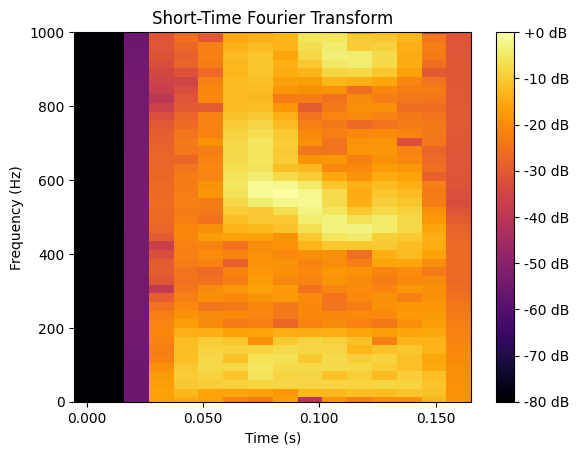 Short-Time Fourier Transform
1000
800
600
400
200
0
Frequency (Hz)
0.000
0.050
0.100
0.150
Time (s)
+0 dB
-10 dB
-20 dB
-30 dB
-40 dB
-50 dB
-60 dB
-70 dB
-80 dB